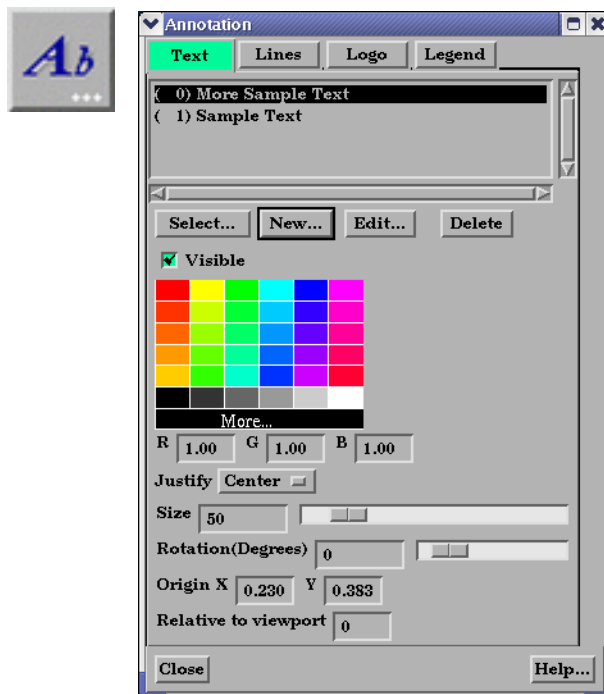 Ab
Annotation
Text Lines Logo Legend
( 0) More Sample Text
( 1) Sample Text
Select... New... Edit... Delete
Visible
More...
R 1.00 G 1.00 B 1.00
Justify Center
Size 50
Rotation(Degrees) 0
Origin X 0.230 Y 0.383
Relative to viewport 0
Close Help...